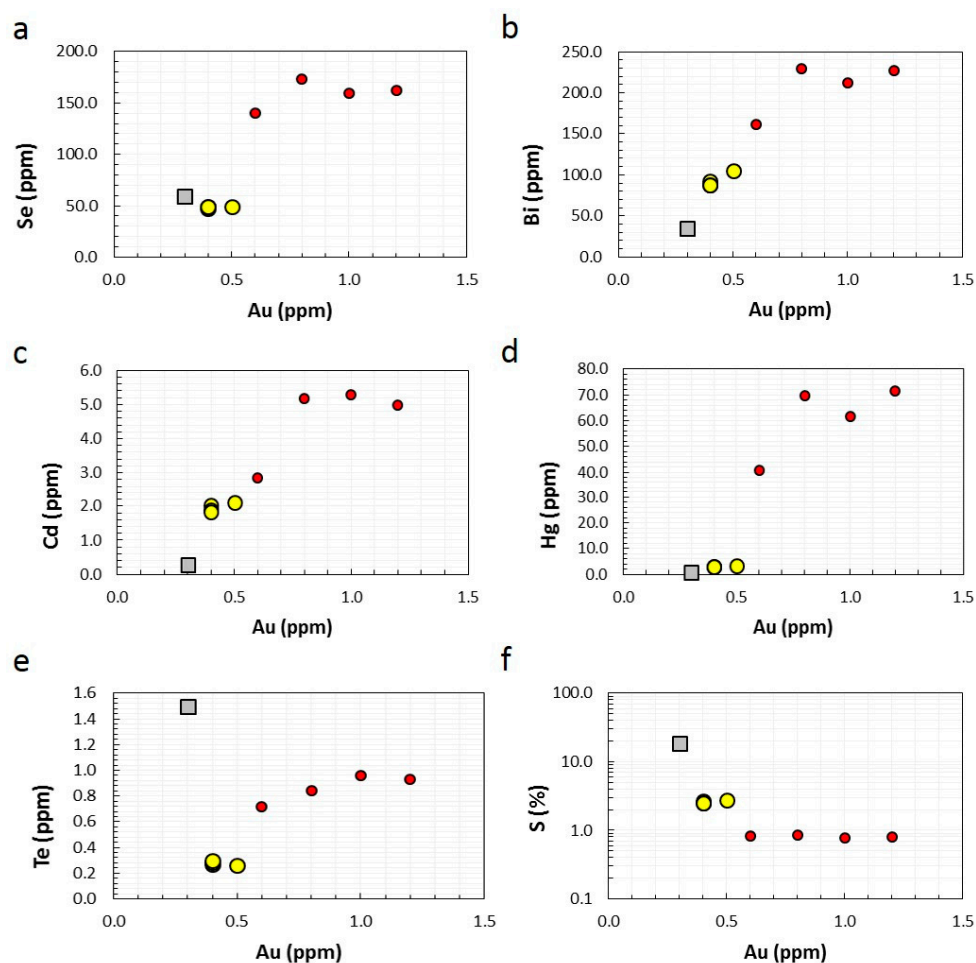 a
Se (ppm)
200.0
150.0
100.0
50.0
0.0
0.0 0.5 1.0 1.5
Au (ppm)
b
Bi (ppm)
250.0
200.0
150.0
100.0
50.0
0.0
0.0 0.5 1.0 1.5
Au (ppm)
c
Cd (ppm)
6.0
5.0
4.0
3.0
2.0
1.0
0.0
0.0 0.5 1.0 1.5
Au (ppm)
d
Hg (ppm)
80.0
70.0
60.0
50.0
40.0
30.0
20.0
10.0
0.0
0.0 0.5 1.0 1.5
Au (ppm)
e
Te (ppm)
1.6
1.4
1.2
1.0
0.8
0.6
0.4
0.2
0.0
0.0 0.5 1.0 1.5
Au (ppm)
f
S (%)
100.0
10.0
1.0
0.1
0.0 0.5 1.0 1.5
Au (ppm)